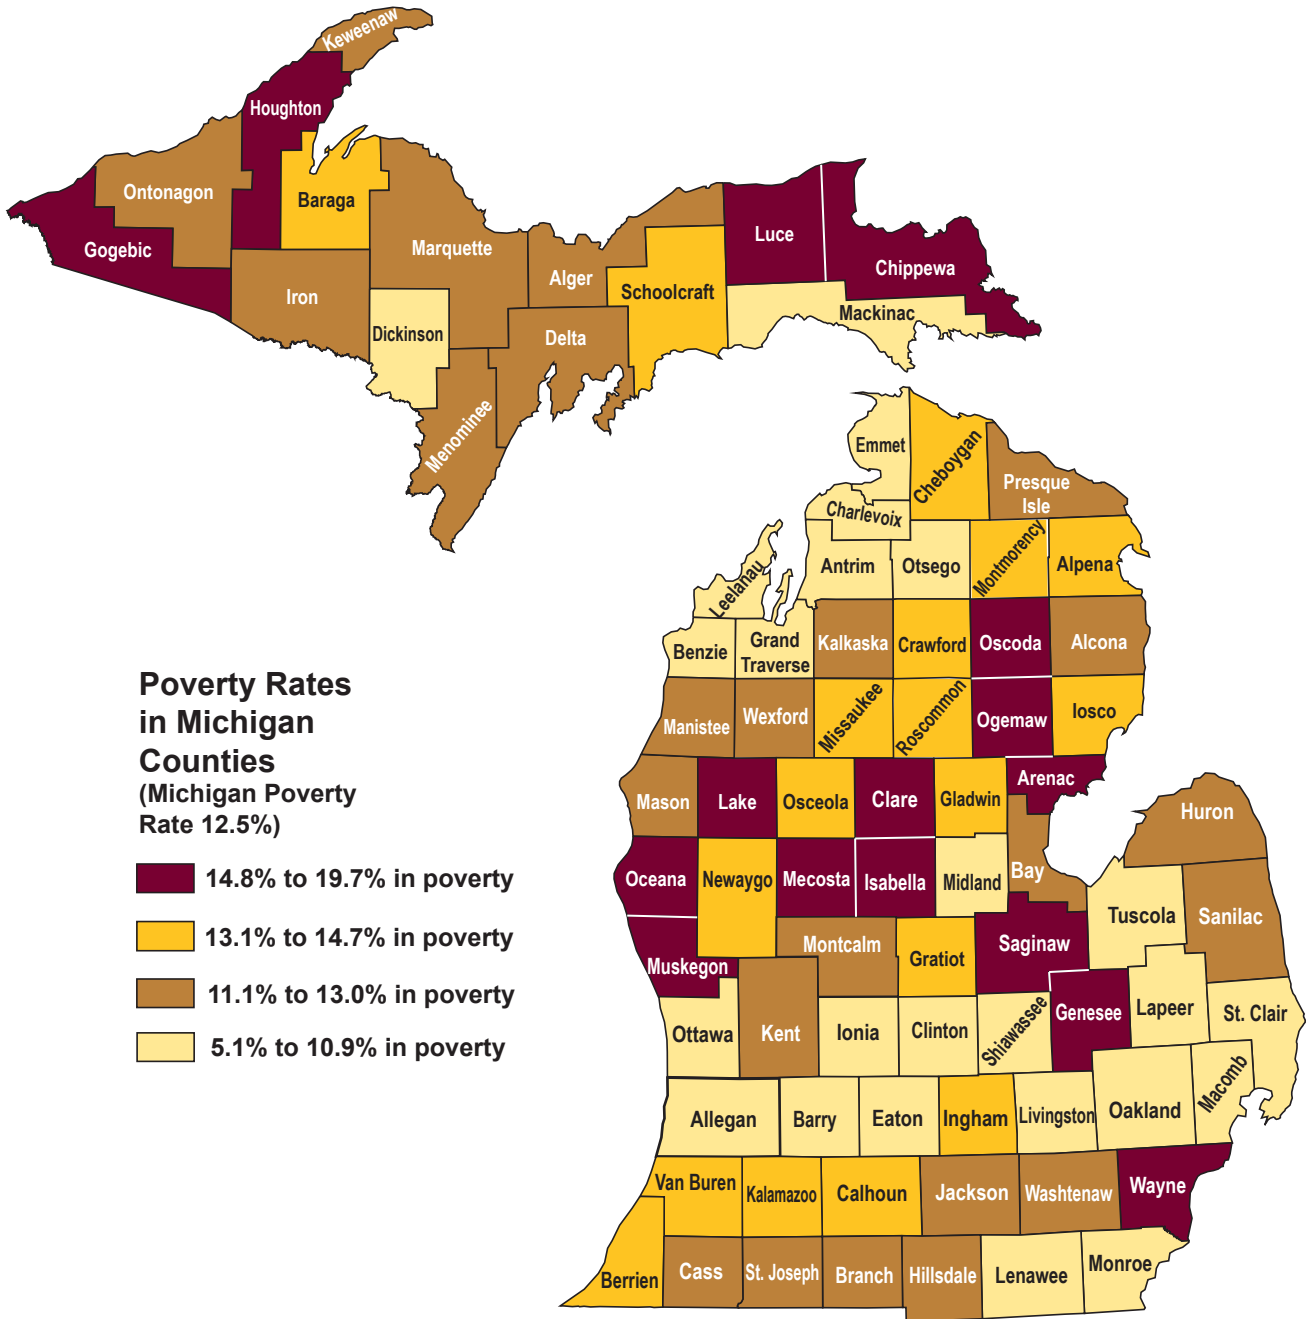 Keweenaw
Houghton
Ontonagon
Baraga
Gogebic
Marquette
Iron
Alger
Luce
Chippewa
Schoolcraft
Mackinac
Dickinson
Delta
Menominee
Emmet
Cheboygan
Presque
Isle
Charlevoix
Antrim
Otsego
Montmorency
Alpena
Leelanau
Benzie
Grand
Traverse
Kalkaska
Crawford
Oscoda
Alcona
Manistee
Wexford
Missaukee
Roscommon
Ogemaw
Iosco
Mason
Lake
Osceola
Clare
Gladwin
Arenac
Huron
Oceana
Newaygo
Mecosta
Isabella
Midland
Bay
Tuscola
Sanilac
Muskegon
Montcalm
Gratiot
Saginaw
Ottawa
Kent
Ionia
Clinton
Shiawassee
Genesee
Lapeer
St. Clair
Allegan
Barry
Eaton
Ingham
Livingston
Oakland
Macomb
Van Buren
Kalamazoo
Calhoun
Jackson
Washtenaw
Wayne
Berrien
Cass
St. Joseph
Branch
Hillsdale
Lenawee
Monroe
Poverty Rates
in Michigan
Counties
(Michigan Poverty
Rate 12.5%)
14.8% to 19.7% in poverty
13.1% to 14.7% in poverty
11.1% to 13.0% in poverty
5.1% to 10.9% in poverty